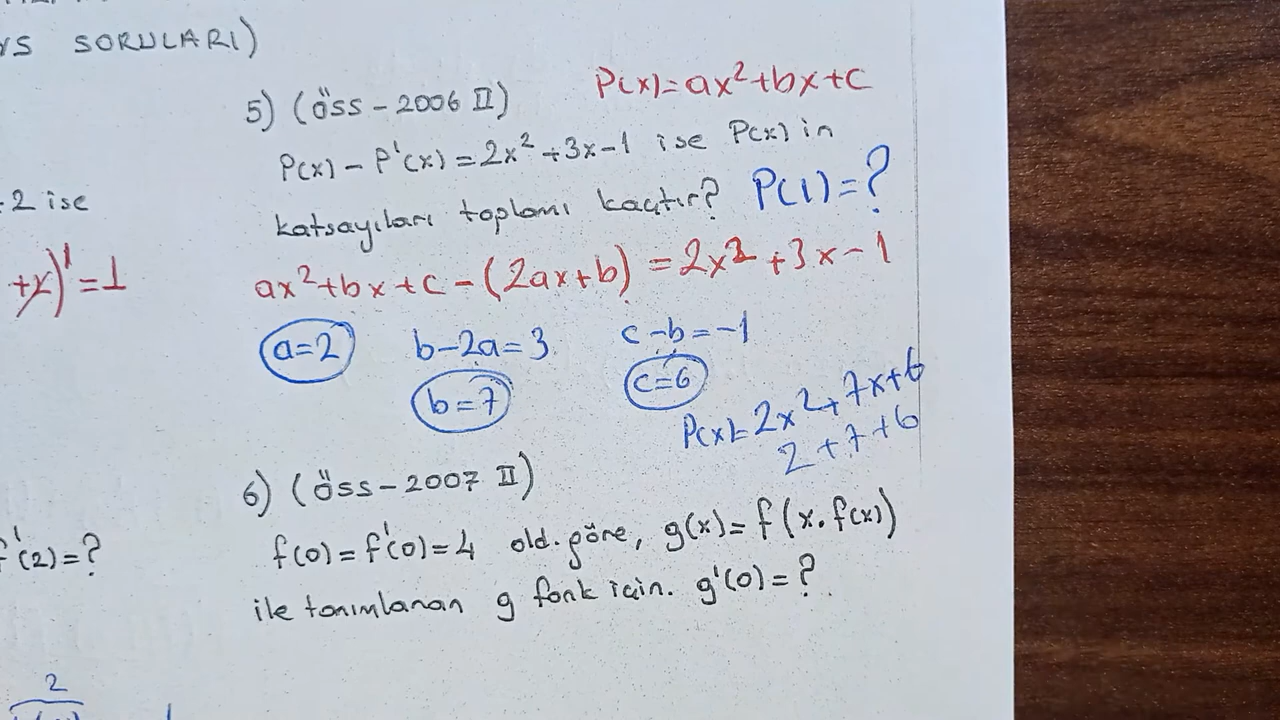 SORULARI)
5) (öss - 2006 II)
P(x) = ax² + bx + c
P(x) - P'(x) = 2x² + 3x - 1 ise P(x) in
katsayıları toplamı kaçtır? P(1) = ?
ax² + bx + c - (2ax + b) = 2x² + 3x - 1
a = 2 b - 2a = 3 c - b = -1
b = 7 c = 6
P(x) = 2x² + 7x + 6
2 + 7 + 6
6) (öss - 2007 II)
f(0) = f'(0) = 4 old. göre, g(x) = f(x.f(x))
ile tanımlanan g fonk için. g'(0) = ?
2 ise
+x)' = 1
'(2) = ?
2